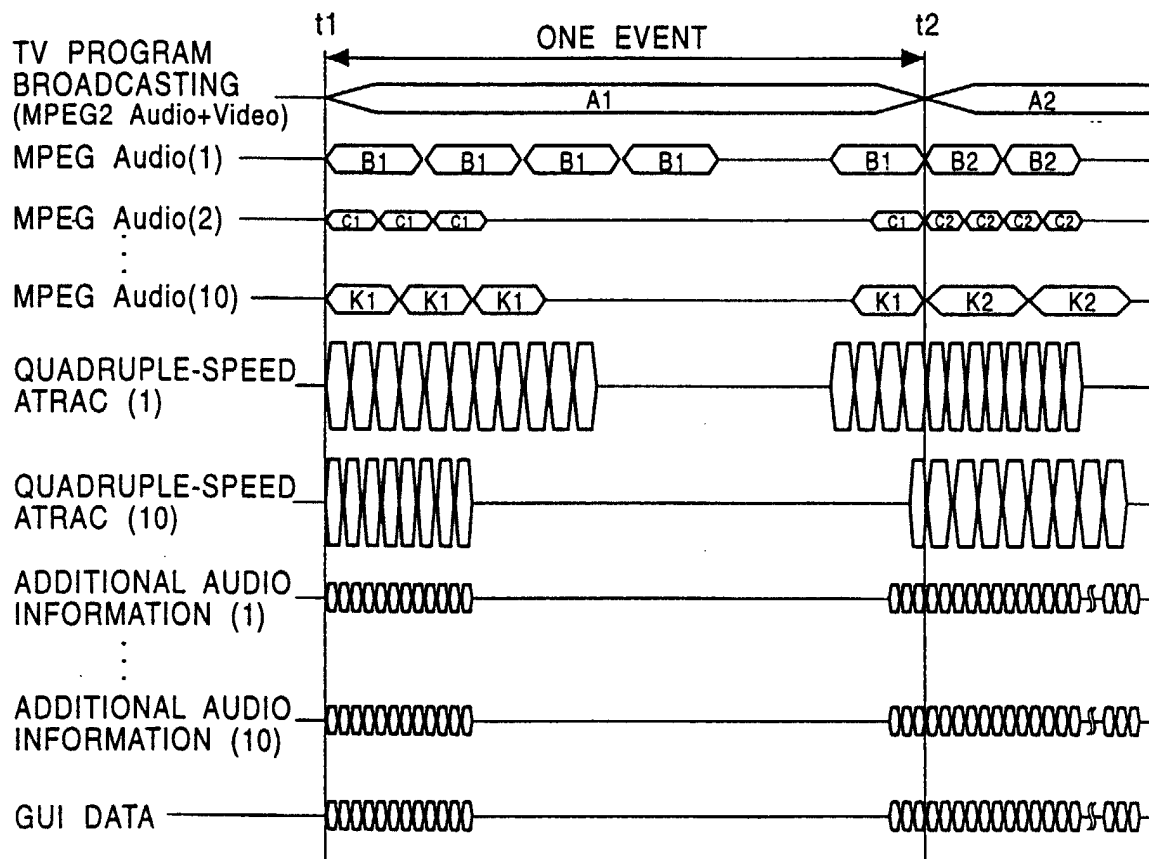 t1
ONE EVENT
t2
TV PROGRAM
BROADCASTING
(MPEG2 Audio+Video)
A1
A2
MPEG Audio(1)
B1 B1 B1 B1 B1 B2 B2
MPEG Audio(2)
C1 C1 C1 C1 C2 C2 C2 C2
MPEG Audio(10)
K1 K1 K1 K1 K2 K2
QUADRUPLE-SPEED
ATRAC (1)
QUADRUPLE-SPEED
ATRAC (10)
ADDITIONAL AUDIO
INFORMATION (1)
ADDITIONAL AUDIO
INFORMATION (10)
GUI DATA